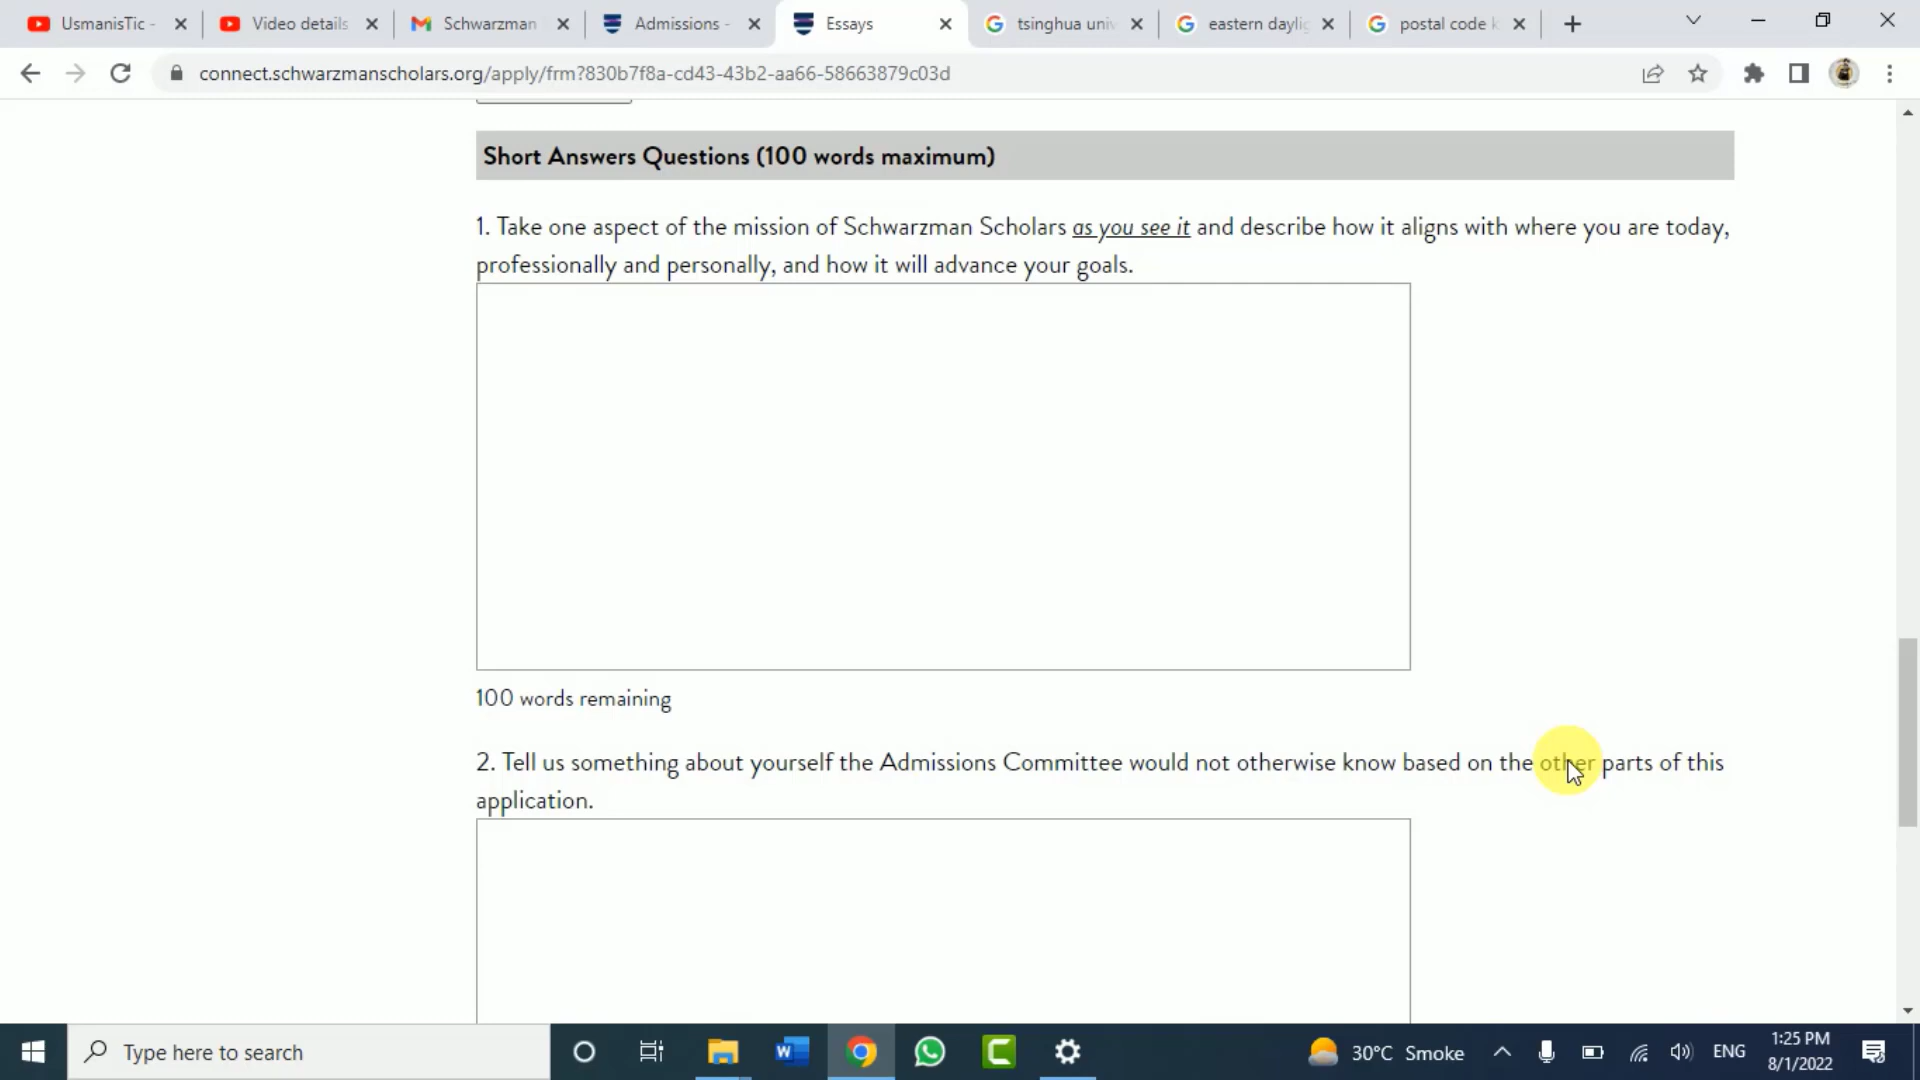 UsmanisTic -
Video details
Schwarzman
Admissions -
Essays
tsinghua univ
eastern daylig
postal code k
connect.schwarzmanscholars.org/apply/frm?830b7f8a-cd43-43b2-aa66-58663879c03d
Short Answers Questions (100 words maximum)
1. Take one aspect of the mission of Schwarzman Scholars as you see it and describe how it aligns with where you are today,
professionally and personally, and how it will advance your goals.
100 words remaining
2. Tell us something about yourself the Admissions Committee would not otherwise know based on the other parts of this
application.
Type here to search
30°C Smoke
ENG
1:25 PM
8/1/2022